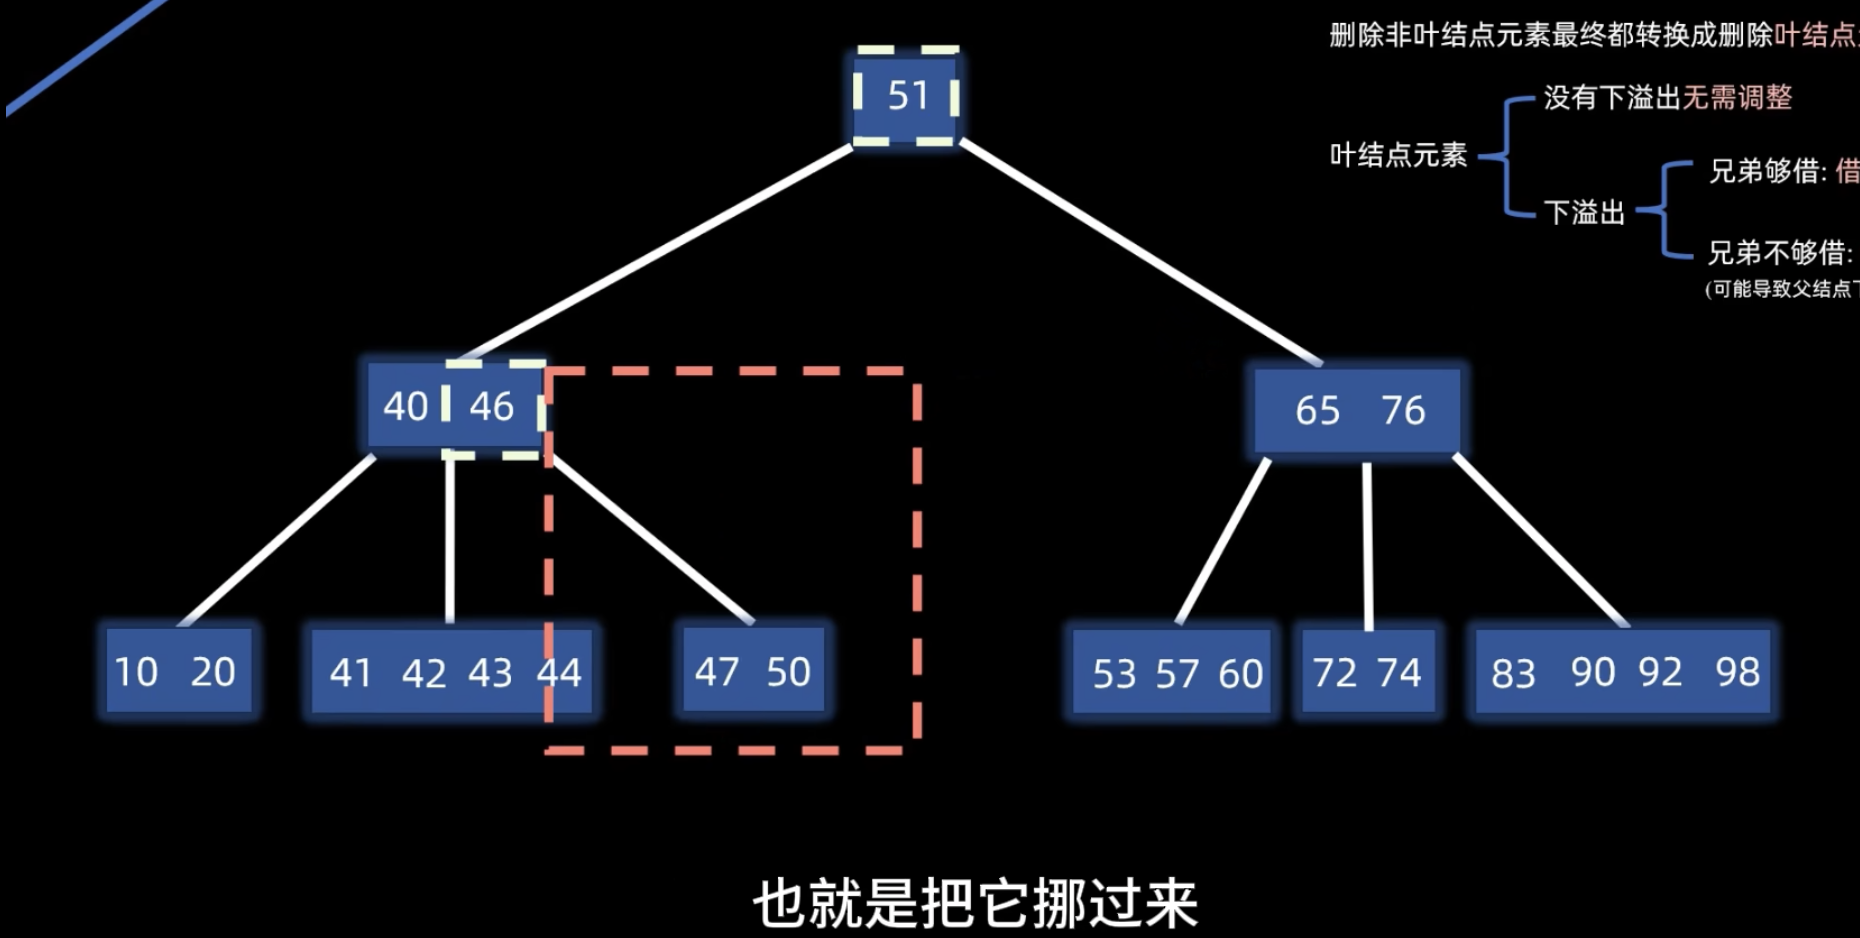 删除非叶结点元素最终都转换成删除叶结点
没有下溢出无需调整
叶结点元素
兄弟够借: 借
下溢出
兄弟不够借:
(可能导致父结点下
51
40 46
65 76
10 20
41 42 43 44
47 50
53 57 60
72 74
83 90 92 98
也就是把它挪过来